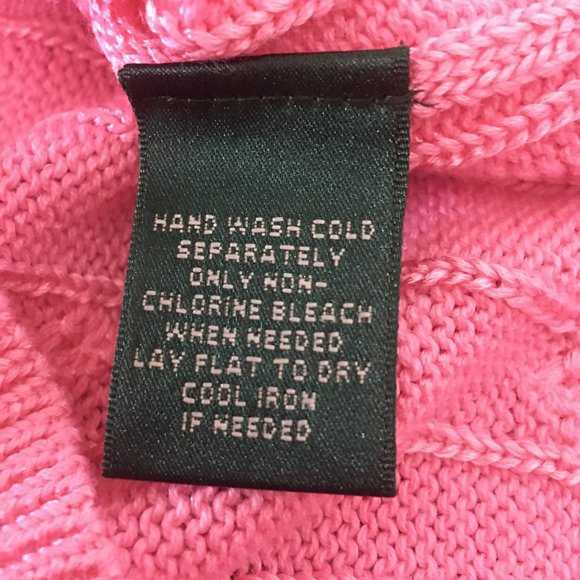 HAND WASH COLD
SEPARATELY
ONLY NON-
CHLORINE BLEACH
WHEN NEEDED
LAY FLAT TO DRY
COOL IRON
IF NEEDED